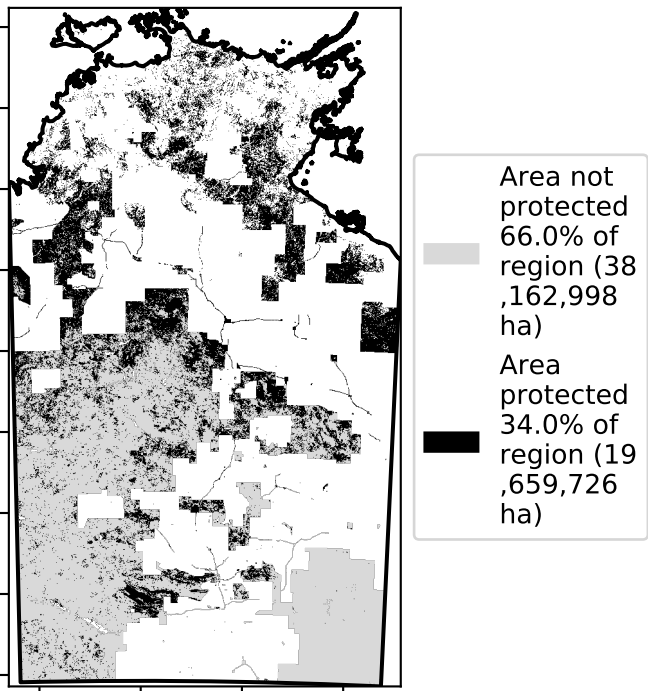 Area not
protected
66.0% of
region (38
,162,998
ha)
Area
protected
34.0% of
region (19
,659,726
ha)